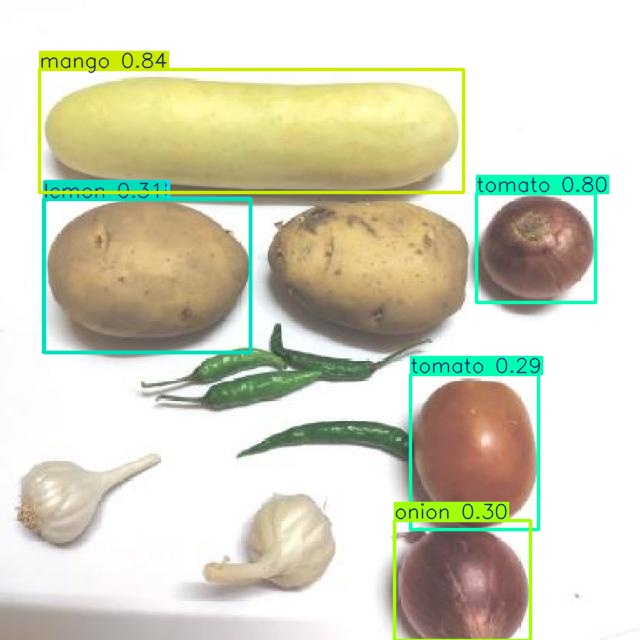 mango 0.84
lemon 0.31
tomato 0.80
tomato 0.29
onion 0.30